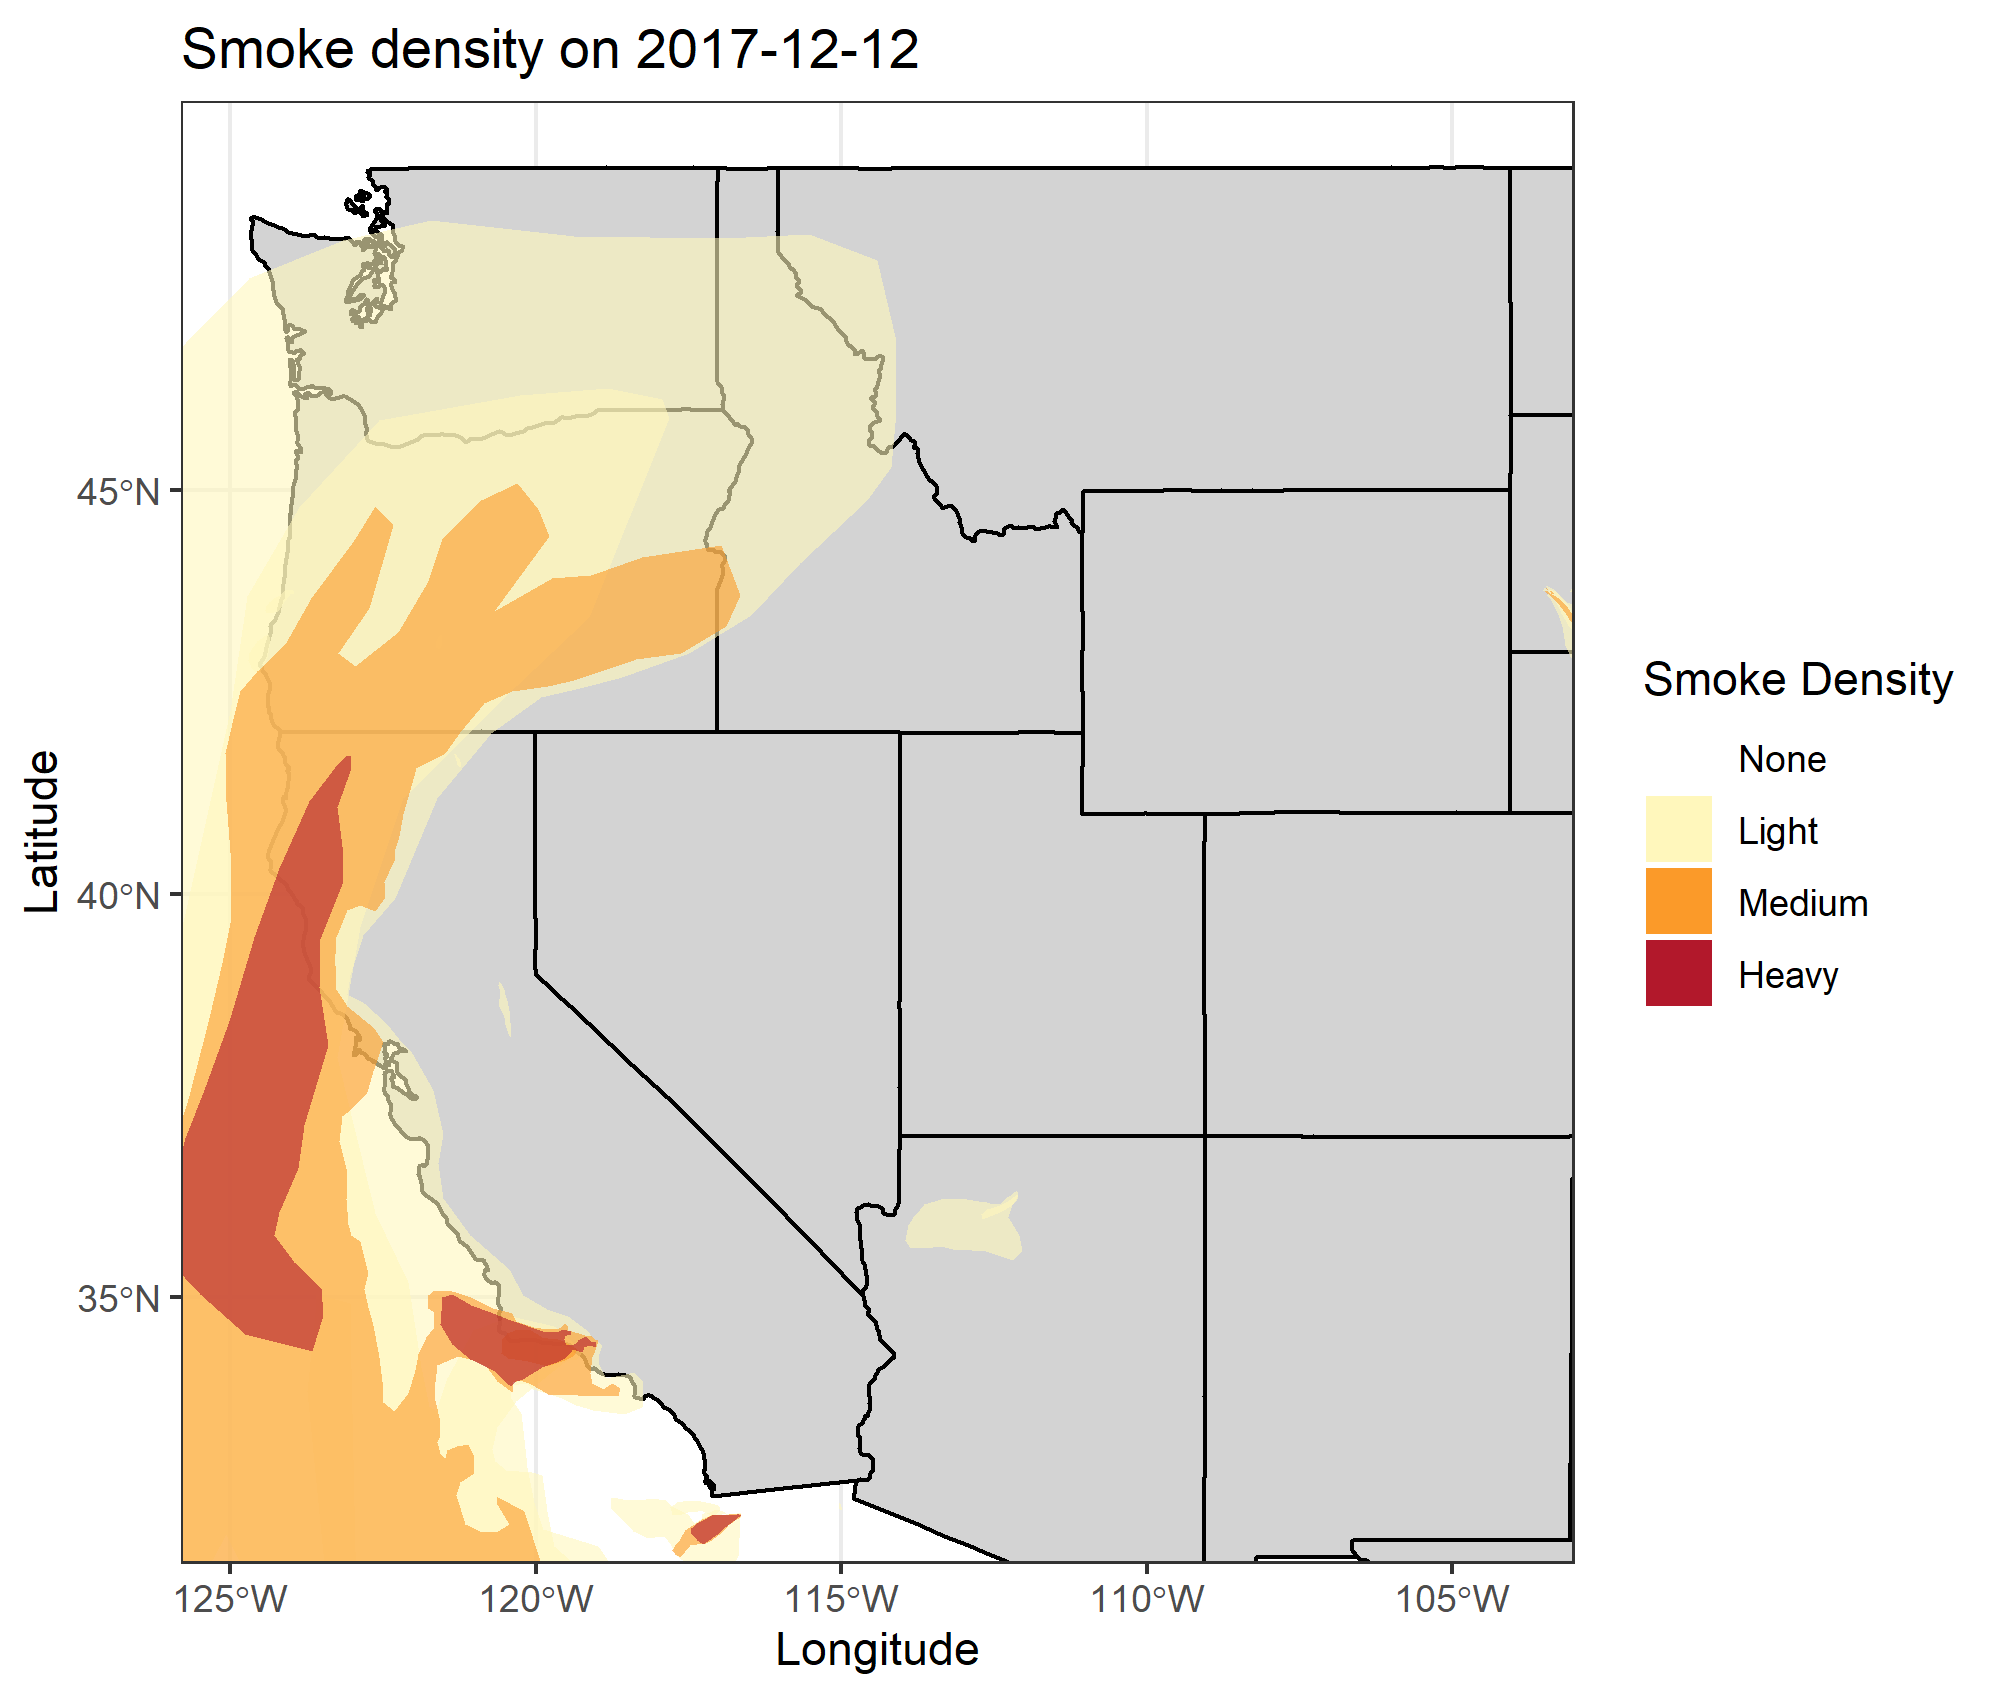 Smoke density on 2017-12-12
45°N
40°N
35°N
Latitude
125°W
120°W
115°W
110°W
105°W
Longitude
Smoke Density
None
Light
Medium
Heavy